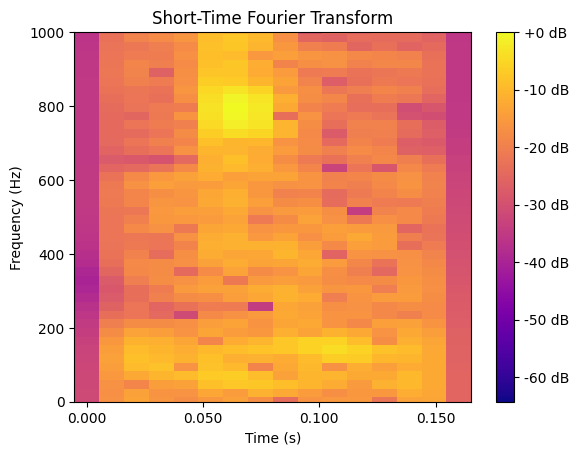 Short-Time Fourier Transform
1000
800
600
400
200
0
Frequency (Hz)
0.000
0.050
0.100
0.150
Time (s)
+0 dB
-10 dB
-20 dB
-30 dB
-40 dB
-50 dB
-60 dB